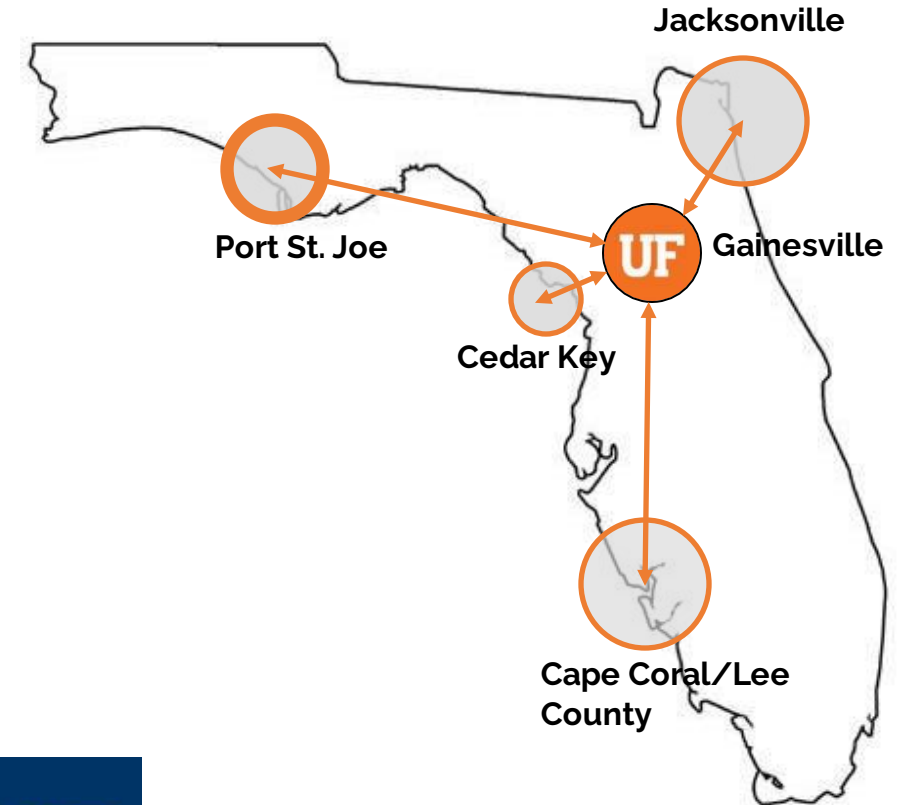 Jacksonville
Port St. Joe
UF
Gainesville
Cedar Key
Cape Coral/Lee
County